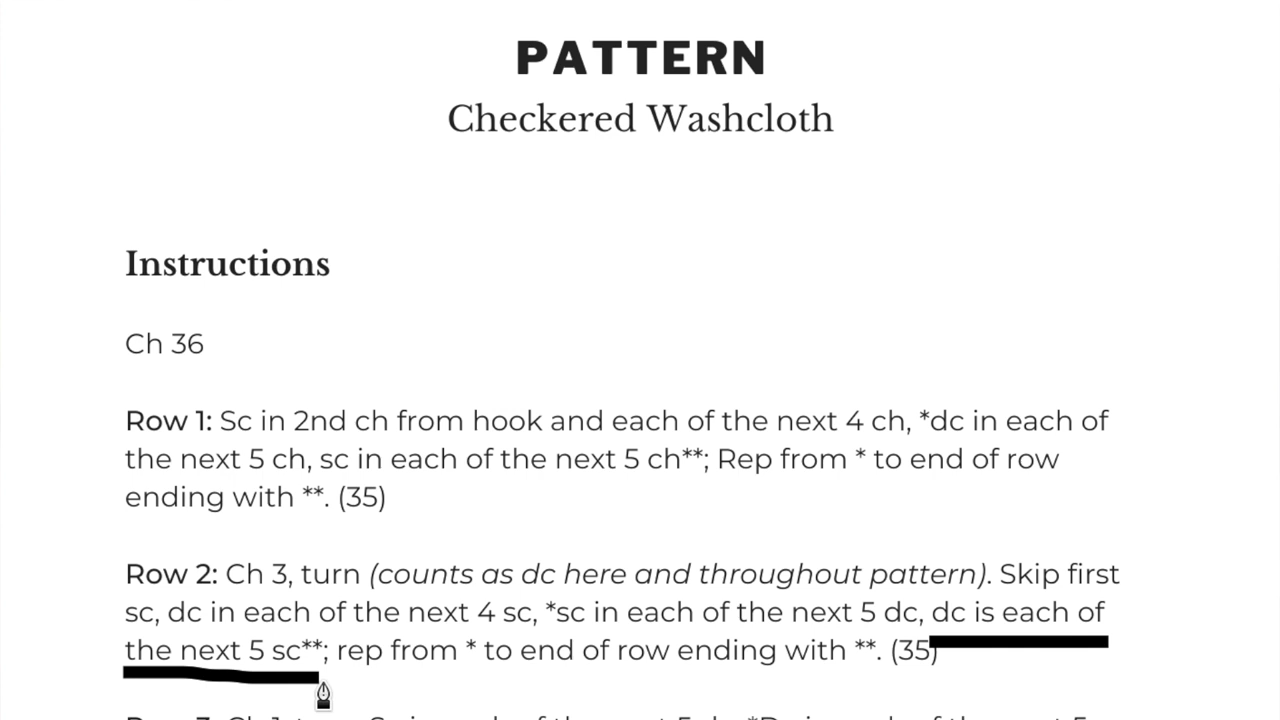 PATTERN
Checkered Washcloth
Instructions
Ch 36
Row 1: Sc in 2nd ch from hook and each of the next 4 ch, *dc in each of
the next 5 ch, sc in each of the next 5 ch**; Rep from * to end of row
ending with **. (35)
Row 2: Ch 3, turn (counts as dc here and throughout pattern). Skip first
sc, dc in each of the next 4 sc, *sc in each of the next 5 dc, dc is each of
the next 5 sc**; rep from * to end of row ending with **. (35)